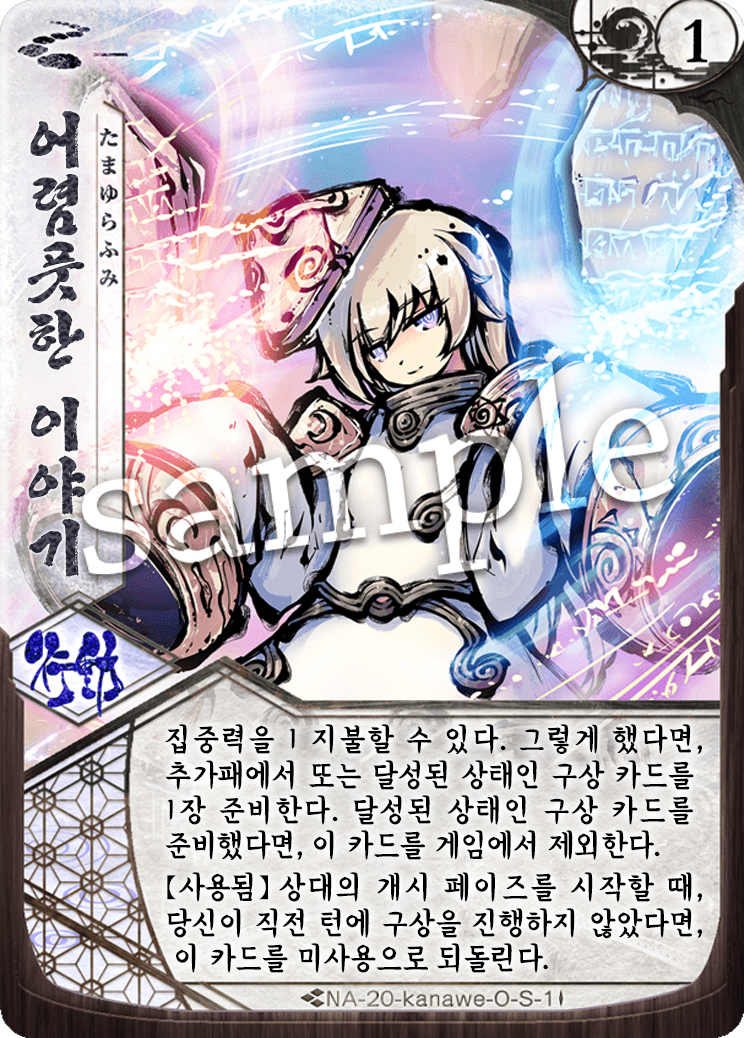 1
어렴풋한 이야기
たまゆらふみ
sample
行動
집중력을 1 지불할 수 있다. 그렇게 했다면,
추가패에서 또는 달성된 상태인 구상 카드를
1장 준비한다. 달성된 상태인 구상 카드를
준비했다면, 이 카드를 게임에서 제외한다.
【사용됨】상대의 개시 페이즈를 시작할 때,
당신이 직전 턴에 구상을 진행하지 않았다면,
이 카드를 미사용으로 되돌린다.
NA-20-kanawe-O-S-1